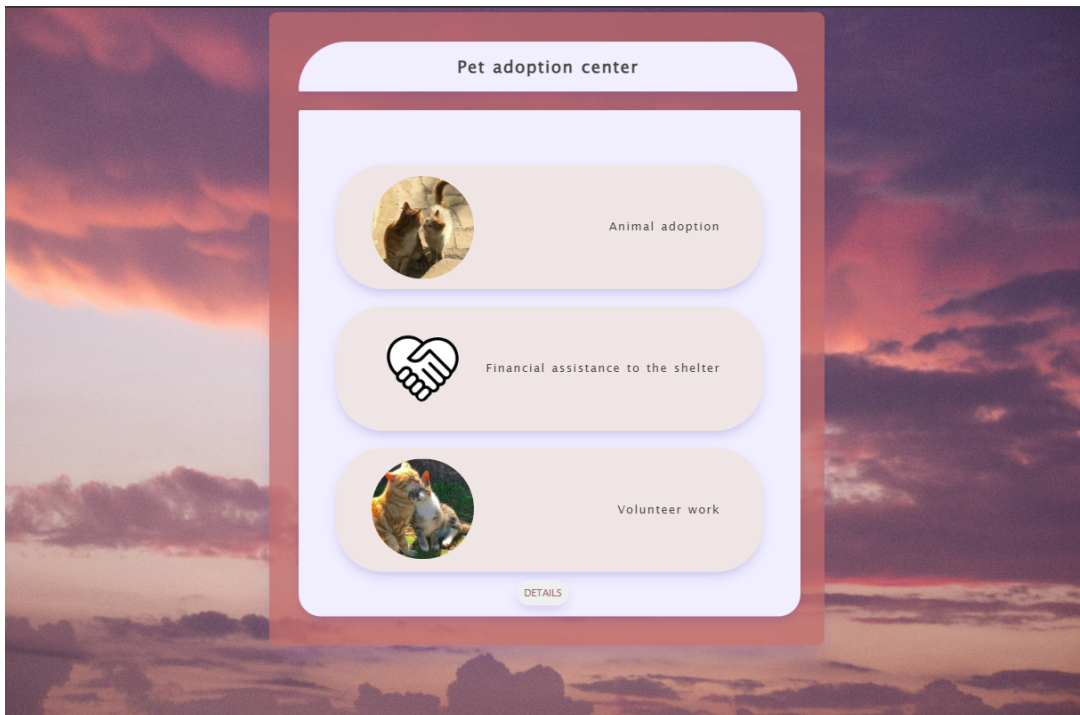 Pet adoption center
Animal adoption
Financial assistance to the shelter
Volunteer work
DETAILS